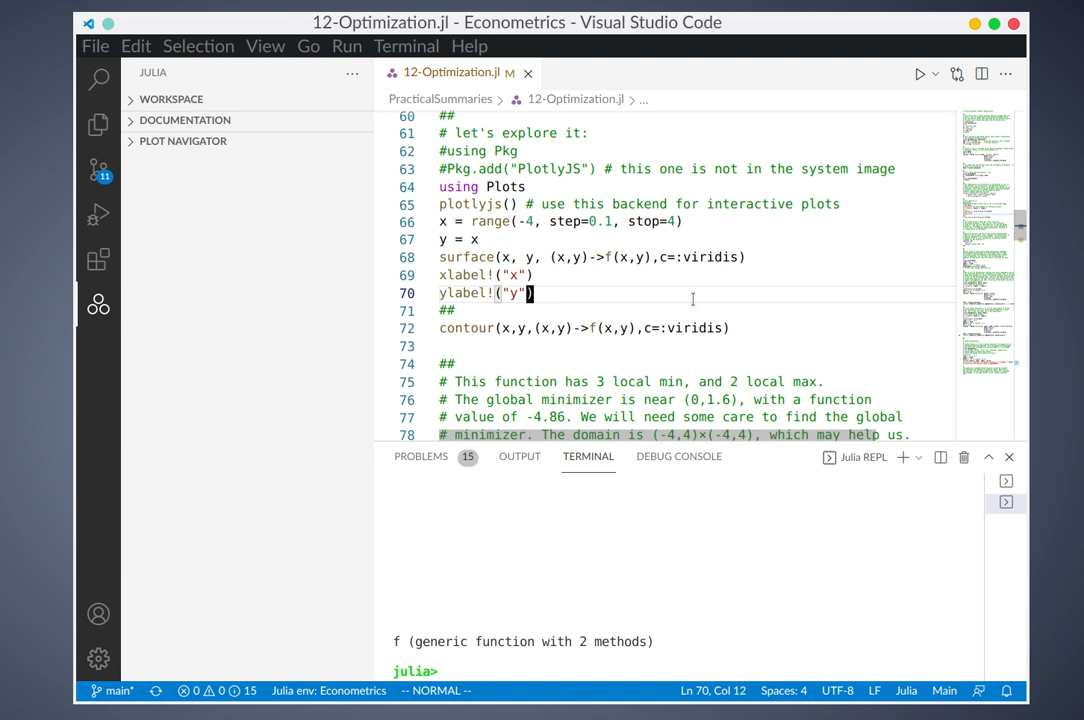 12-Optimization.jl - Econometrics - Visual Studio Code
File Edit Selection View Go Run Terminal Help
JULIA
WORKSPACE
DOCUMENTATION
PLOT NAVIGATOR
11
12-Optimization.jl M
PracticalSummaries > 12-Optimization.jl > ...
60 ##
61 # let's explore it:
62 #using Pkg
63 #Pkg.add("PlotlyJS") # this one is not in the system image
64 using Plots
65 plotlyjs() # use this backend for interactive plots
66 x = range(-4, step=0.1, stop=4)
67 y = x
68 surface(x, y, (x,y)->f(x,y),c=:viridis)
69 xlabel!("x")
70 ylabel!("y")
71 ##
72 contour(x,y,(x,y)->f(x,y),c=:viridis)
73
74 ##
75 # This function has 3 local min, and 2 local max.
76 # The global minimizer is near (0,1.6), with a function
77 # value of -4.86. We will need some care to find the global
78 # minimizer. The domain is (-4,4)×(-4,4), which may help us.
PROBLEMS 15 OUTPUT TERMINAL DEBUG CONSOLE Julia REPL
f (generic function with 2 methods)
julia>
main* 0 0 15 Julia env: Econometrics -- NORMAL -- Ln 70, Col 12 Spaces: 4 UTF-8 LF Julia Main